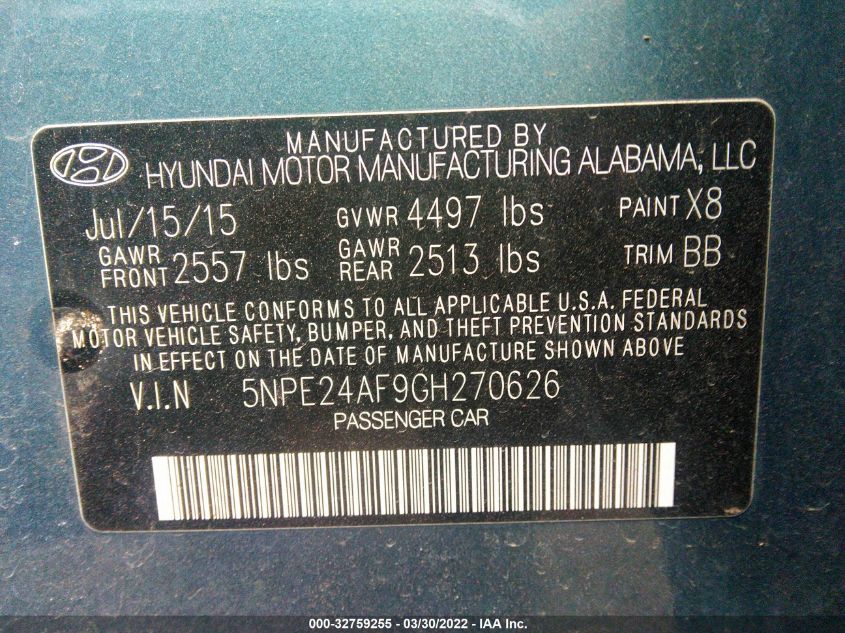 MANUFACTURED BY
HYUNDAI MOTOR MANUFACTURING ALABAMA, LLC
Jul/15/15 GVWR 4497 lbs PAINT X8
GAWR FRONT 2557 lbs GAWR REAR 2513 lbs TRIM BB
THIS VEHICLE CONFORMS TO ALL APPLICABLE U.S.A. FEDERAL
MOTOR VEHICLE SAFETY, BUMPER, AND THEFT PREVENTION STANDARDS
IN EFFECT ON THE DATE OF MANUFACTURE SHOWN ABOVE
V.I.N 5NPE24AF9GH270626
PASSENGER CAR
000-32759255 - 03/30/2022 - IAA Inc.